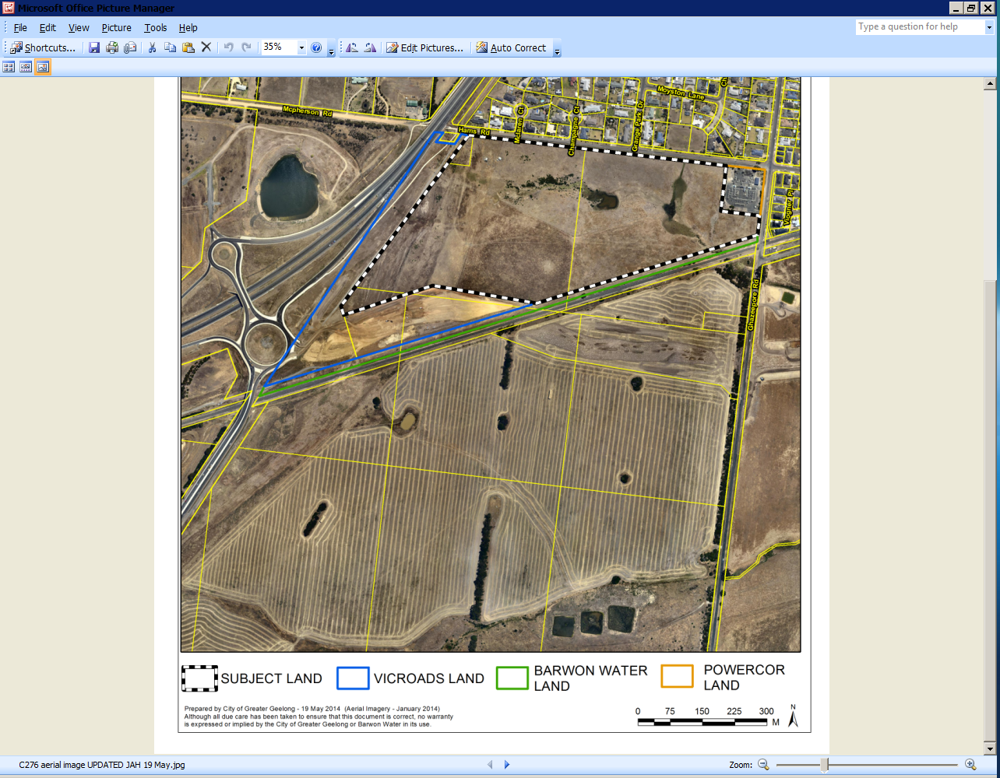 Microsoft Office Picture Manager
File Edit View Picture Tools Help
Type a question for help
Shortcuts...
35%
Edit Pictures...
Auto Correct
Mcpherson Rd
Hams Rd
Mclaren Ct
Champagne Ct
Grange Park Dr
Moyston Lane
Ch
Viogner Pl
Ghazeepore Rd
SUBJECT LAND
VICROADS LAND
BARWON WATER
LAND
POWERCOR
LAND
Prepared by City of Greater Geelong - 19 May 2014 (Aerial Imagery - January 2014)
Although all due care has been taken to ensure that this document is correct, no warranty
is expressed or implied by the City of Greater Geelong or Barwon Water in its use.
0 75 150 225 300
M
N
C276 aerial image UPDATED JAH 19 May.jpg
Zoom: